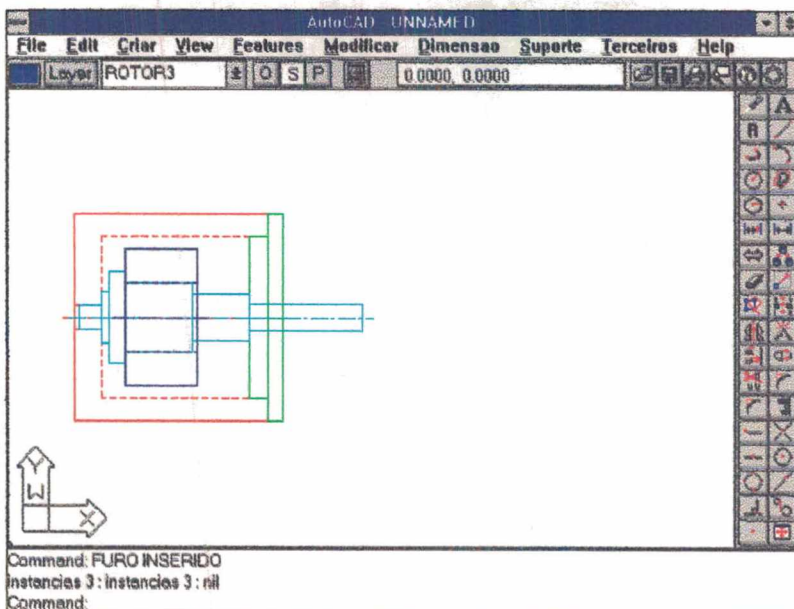 AutoCAD - UNNAMED
File Edit Criar View Features Modificar Dimensao Suporte Terceiros Help
Layer ROTOR3 O S P 0.0000, 0.0000
A
R
Y
W
X
Command: FURO INSERIDO
instancias 3 : instancias 3 : nil
Command: